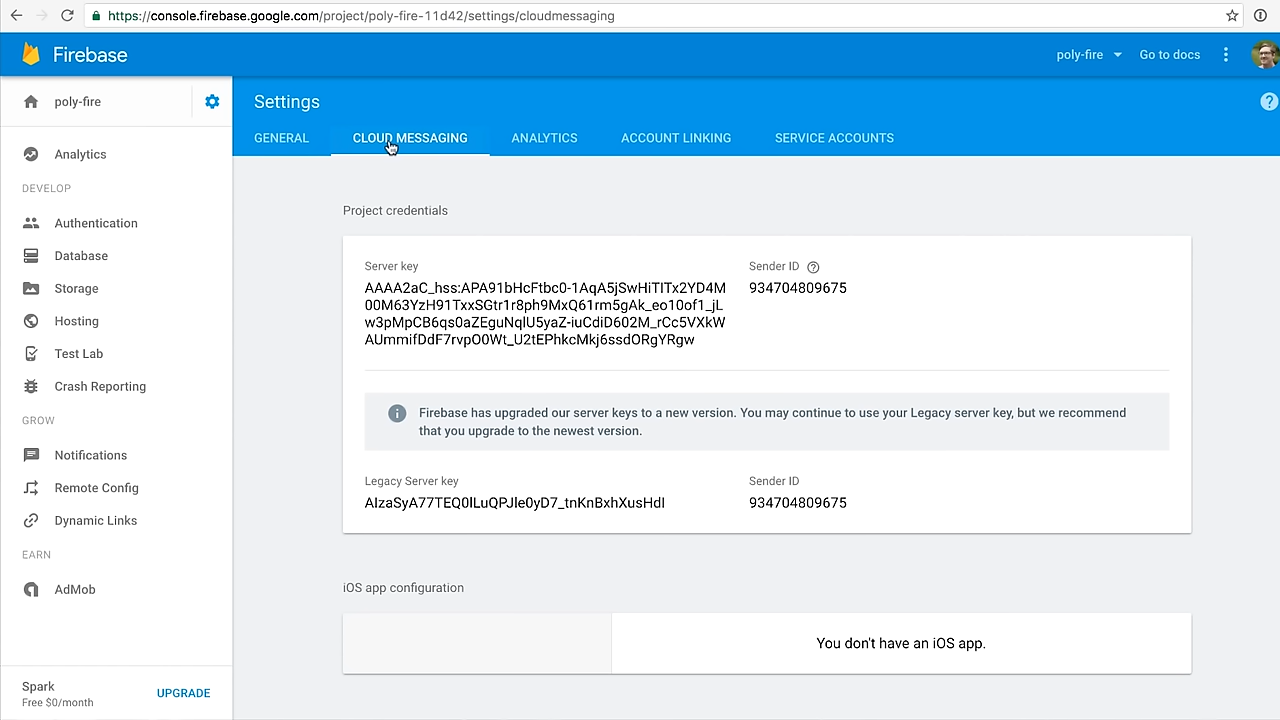 https://console.firebase.google.com/project/poly-fire-11d42/settings/cloudmessaging
Firebase
poly-fire
Go to docs
poly-fire
Settings
GENERAL
CLOUD MESSAGING
ANALYTICS
ACCOUNT LINKING
SERVICE ACCOUNTS
Analytics
DEVELOP
Authentication
Database
Storage
Hosting
Test Lab
Crash Reporting
GROW
Notifications
Remote Config
Dynamic Links
EARN
AdMob
Spark
Free $0/month
UPGRADE
Project credentials
Server key
Sender ID
AAAA2aC_hss:APA91bHcFtbc0-1AqA5jSwHiTITx2YD4M
00M63YzH91TxxSGtr1r8ph9MxQ61rm5gAk_eo10of1_jL
w3pMpCB6qs0aZEguNqlU5yaZ-iuCdiD602M_rCc5VXkW
AUmmifDdF7rvpO0Wt_U2tEPhkcMkj6ssdORgYRgw
934704809675
Firebase has upgraded our server keys to a new version. You may continue to use your Legacy server key, but we recommend
that you upgrade to the newest version.
Legacy Server key
Sender ID
AIzaSyA77TEQ0lLuQPJle0yD7_tnKnBxhXusHdI
934704809675
iOS app configuration
You don't have an iOS app.